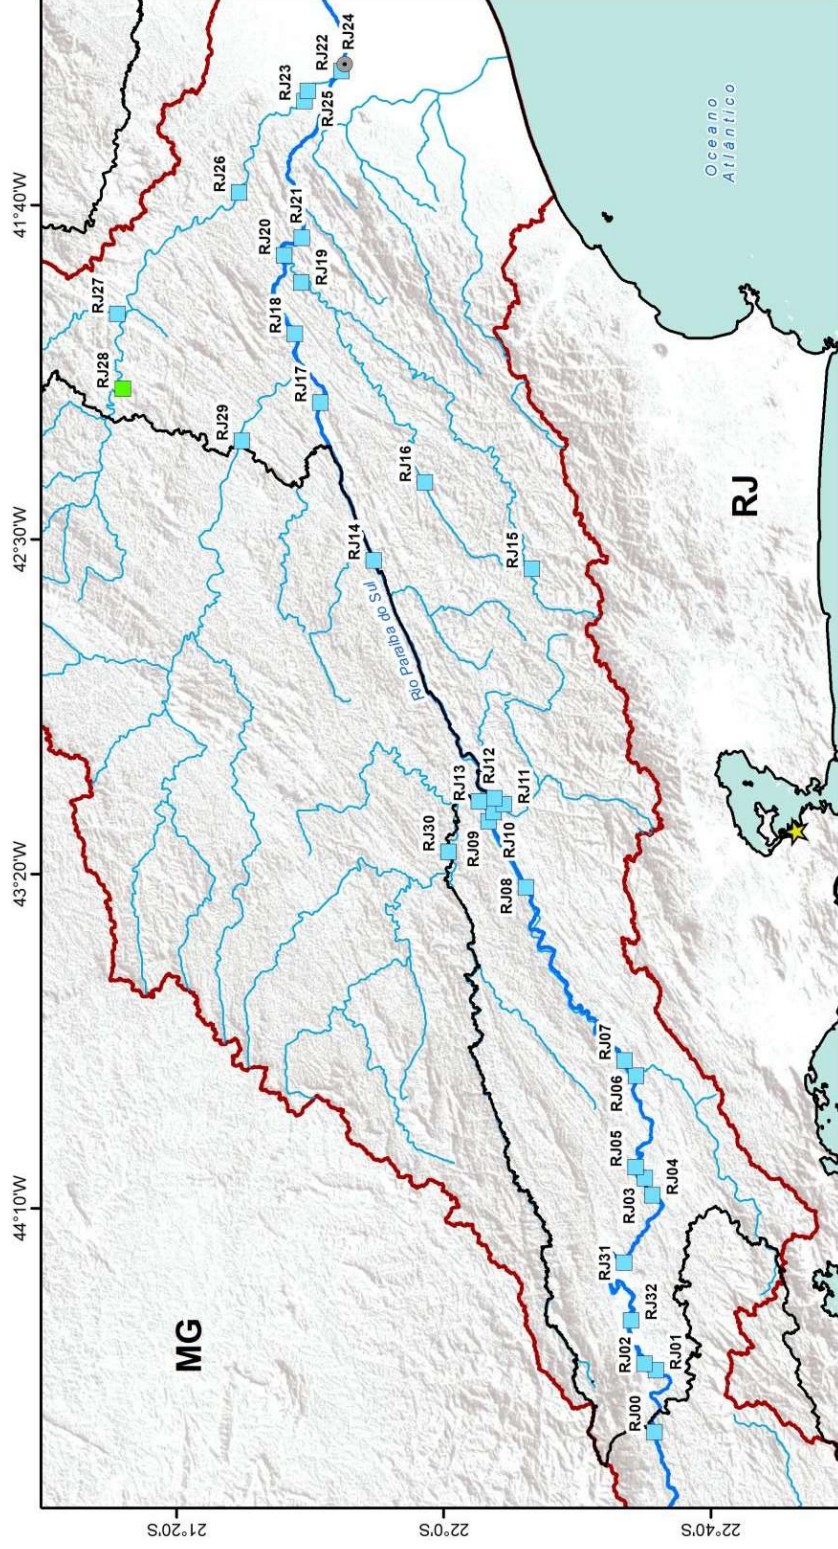 41°40'W
42°30'W
43°20'W
44°10'W
21°20'S
22°0'S
22°40'S
MG
RJ
Oceano
Atlântico
Rio Paraíba do Sul
RJ00
RJ01
RJ02
RJ32
RJ31
RJ03
RJ04
RJ05
RJ06
RJ07
RJ08
RJ09
RJ10
RJ11
RJ12
RJ13
RJ30
RJ14
RJ15
RJ16
RJ17
RJ18
RJ19
RJ20
RJ21
RJ29
RJ28
RJ27
RJ26
RJ23
RJ25
RJ22
RJ24